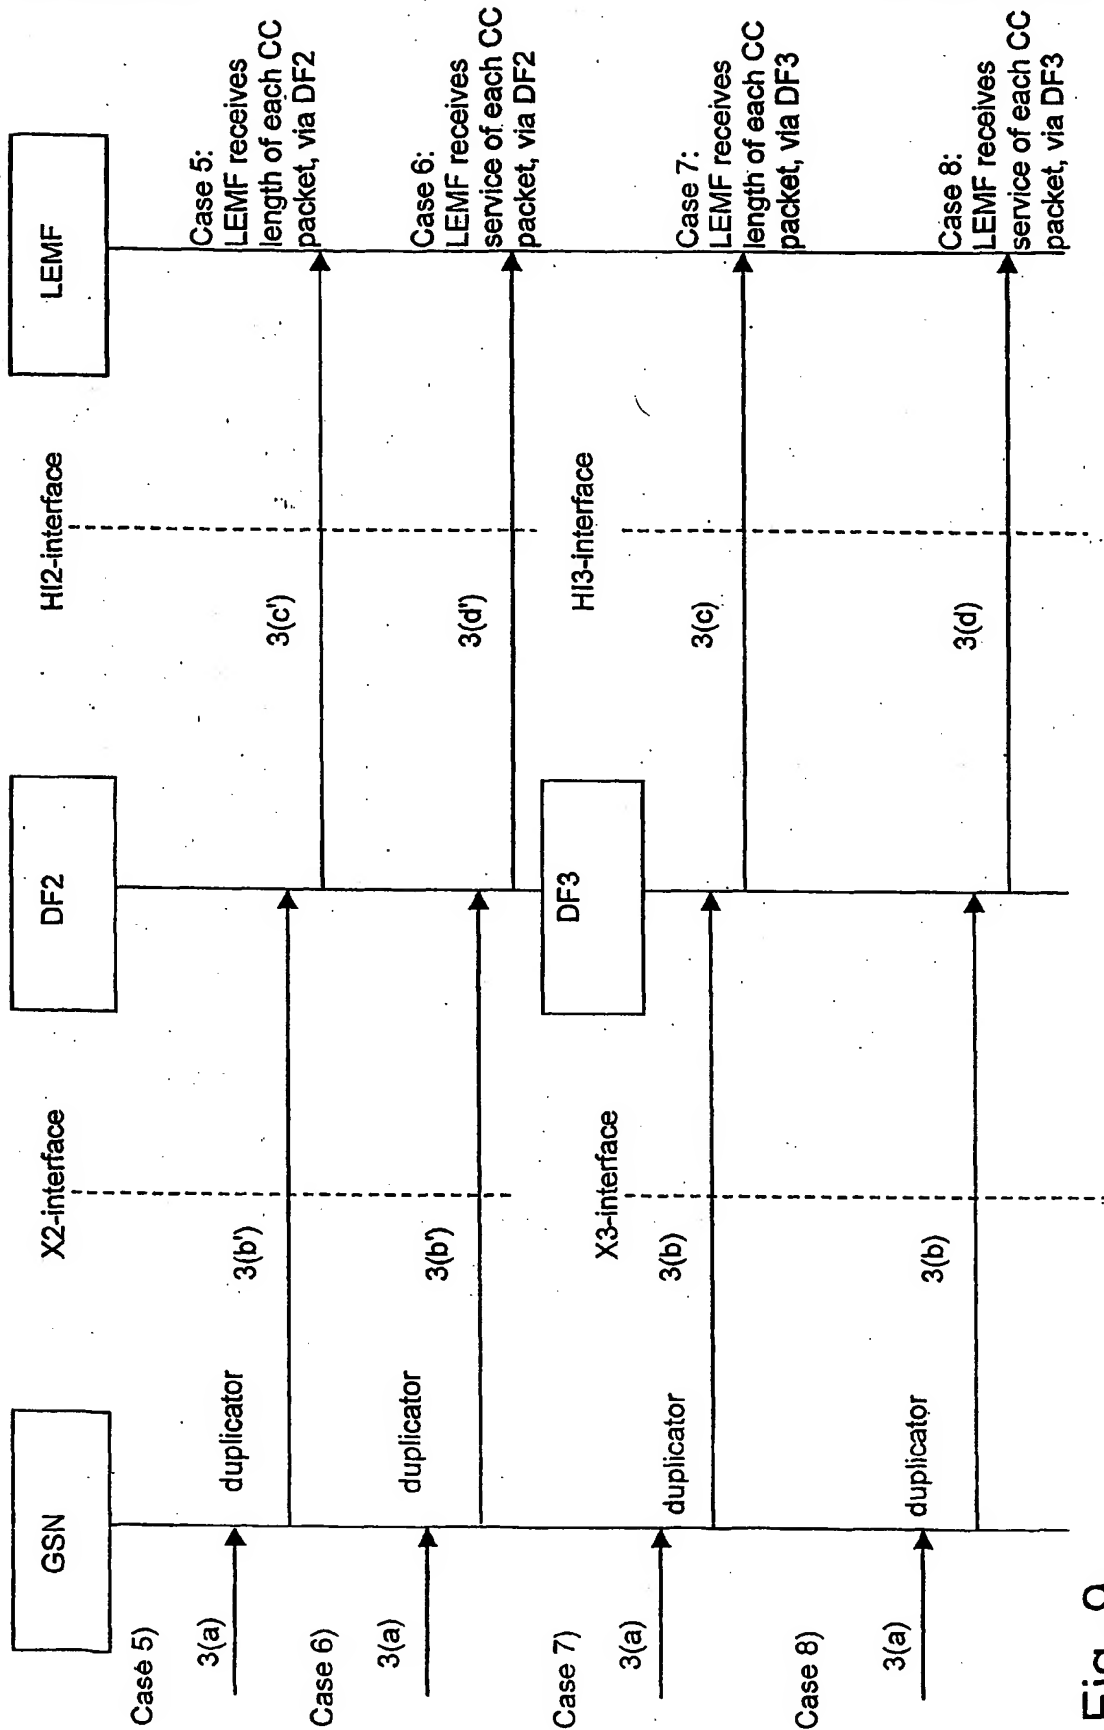 GSN
X2-interface
DF2
HI2-interface
LEMF
Case 5)
3(a)
duplicator
3(b')
3(c')
Case 5:
LEMF receives
length of each CC
packet, via DF2
Case 6)
3(a)
duplicator
3(b')
3(d')
Case 6:
LEMF receives
service of each CC
packet, via DF2
X3-interface
DF3
HI3-interface
Case 7)
3(a)
duplicator
3(b)
3(c)
Case 7:
LEMF receives
length of each CC
packet, via DF3
Case 8)
3(a)
duplicator
3(b)
3(d)
Case 8:
LEMF receives
service of each CC
packet, via DF3
Fig. 9